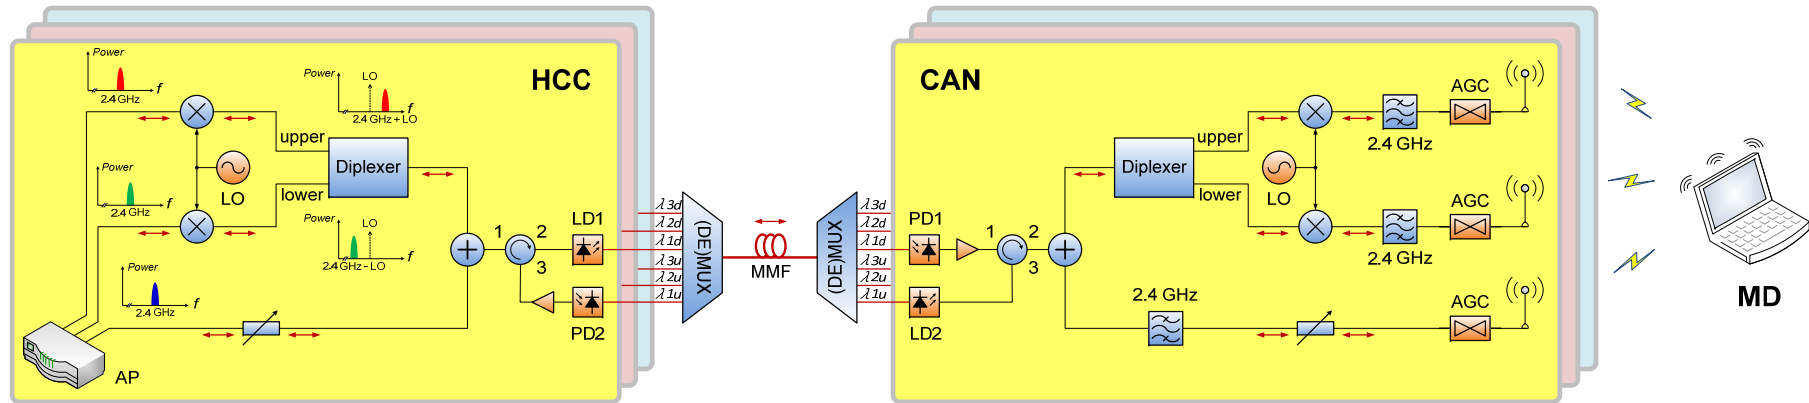 HCC
Power
f
2.4 GHz
Power
LO
f
2.4 GHz + LO
upper
Diplexer
lower
LO
Power
f
2.4 GHz
Power
LO
f
2.4 GHz – LO
Power
f
2.4 GHz
AP
1
2
3
LD1
PD2
λ3d
λ2d
λ1d
λ3u
λ2u
λ1u
(DE)MUX
MMF
(DE)MUX
λ3d
λ2d
λ1d
λ3u
λ2u
λ1u
CAN
PD1
LD2
1
2
3
Diplexer
upper
lower
LO
2.4 GHz
AGC
2.4 GHz
AGC
2.4 GHz
AGC
MD